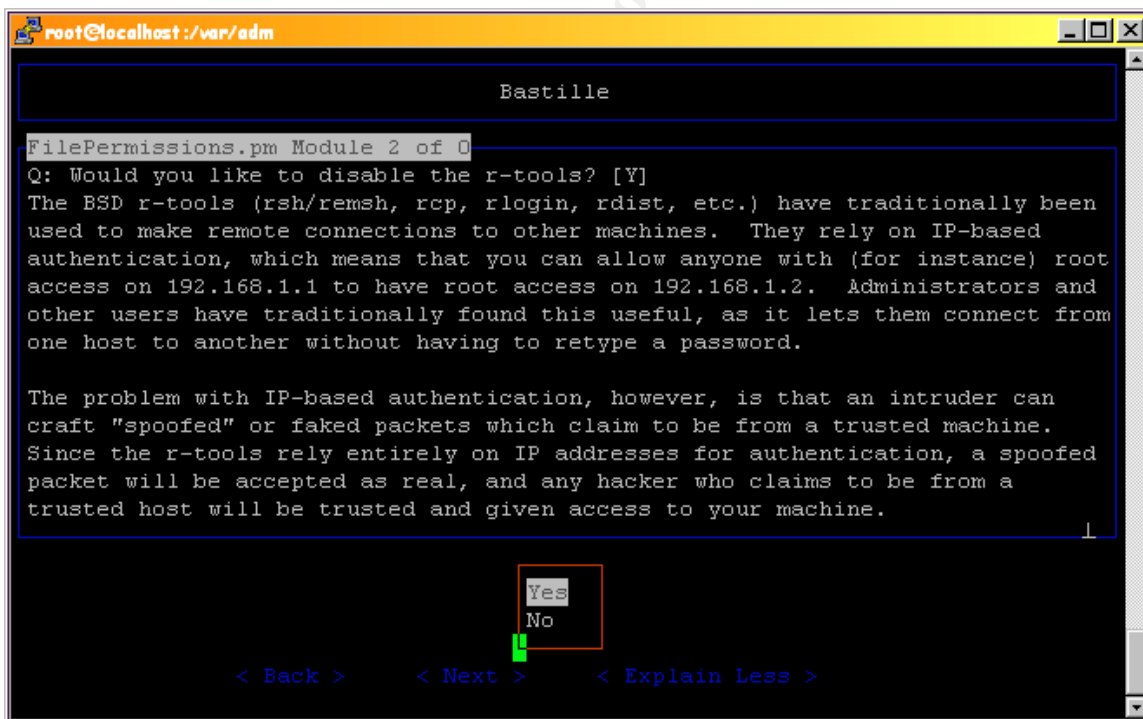 root@localhost:/var/adm
Bastille
FilePermissions.pm Module 2 of 0
Q: Would you like to disable the r-tools? [Y]
The BSD r-tools (rsh/remsh, rcp, rlogin, rdist, etc.) have traditionally been
used to make remote connections to other machines.  They rely on IP-based
authentication, which means that you can allow anyone with (for instance) root
access on 192.168.1.1 to have root access on 192.168.1.2.  Administrators and
other users have traditionally found this useful, as it lets them connect from
one host to another without having to retype a password.
The problem with IP-based authentication, however, is that an intruder can
craft "spoofed" or faked packets which claim to be from a trusted machine.
Since the r-tools rely entirely on IP addresses for authentication, a spoofed
packet will be accepted as real, and any hacker who claims to be from a
trusted host will be trusted and given access to your machine.
Yes
No
< Back > < Next > < Explain Less >